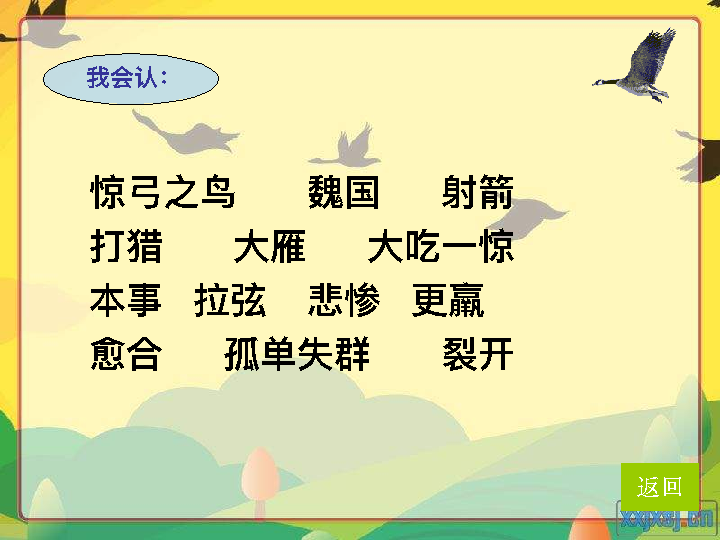 我会认：
惊弓之鸟 魏国 射箭
打猎 大雁 大吃一惊
本事 拉弦 悲惨 更羸
愈合 孤单失群 裂开
返回
xxjxsj.cn